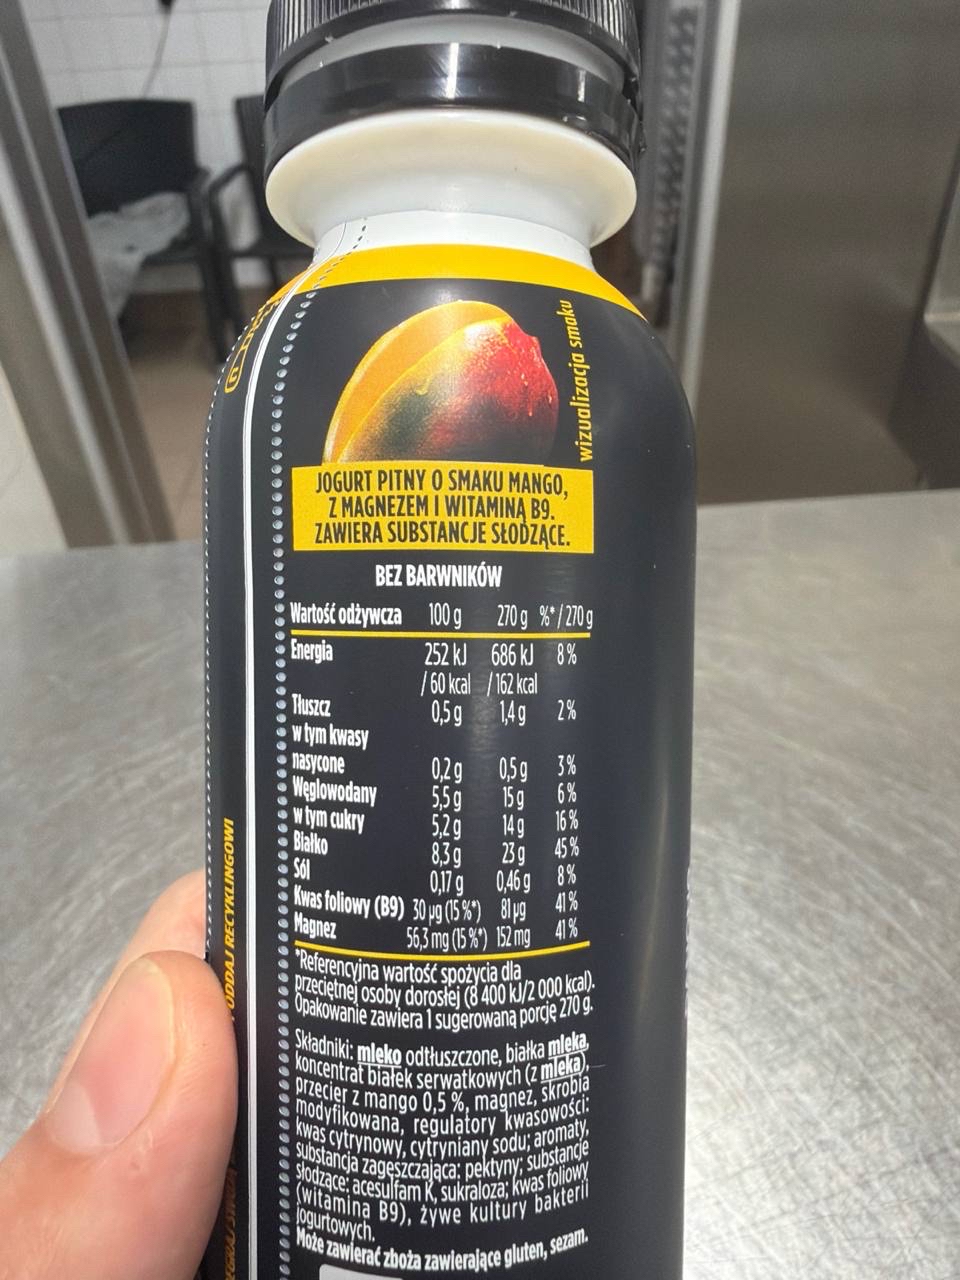 wizualizacja smaku
JOGURT PITNY O SMAKU MANGO,
Z MAGNEZEM I WITAMINĄ B9.
ZAWIERA SUBSTANCJE SŁODZĄCE.
BEZ BARWNIKÓW
Wartość odżywcza 100 g 270 g %* / 270 g
Energia 252 kJ 686 kJ 8 %
/ 60 kcal / 162 kcal
Tłuszcz 0,5 g 1,4 g 2 %
w tym kwasy
nasycone 0,2 g 0,5 g 3 %
Węglowodany 5,5 g 15 g 6 %
w tym cukry 5,2 g 14 g 16 %
Białko 8,3 g 23 g 45 %
Sól 0,17 g 0,46 g 8 %
Kwas foliowy (B9) 30 µg (15 %*) 81 µg 41 %
Magnez 56,3 mg (15 %*) 152 mg 41 %
*Referencyjna wartość spożycia dla
przeciętnej osoby dorosłej (8 400 kJ/2 000 kcal).
Opakowanie zawiera 1 sugerowaną porcję 270 g.
Składniki: mleko odtłuszczone, białka mleka,
koncentrat białek serwatkowych (z mleka),
przecier z mango 0,5 %, magnez, skrobia
modyfikowana, regulatory kwasowości:
kwas cytrynowy, cytryniany sodu; aromaty,
substancja zagęszczająca: pektyny; substancje
słodzące: acesulfam K, sukraloza; kwas foliowy
(witamina B9), żywe kultury bakterii
jogurtowych.
Może zawierać zboża zawierające gluten, sezam.
ODDAJ RECYKLINGOWI